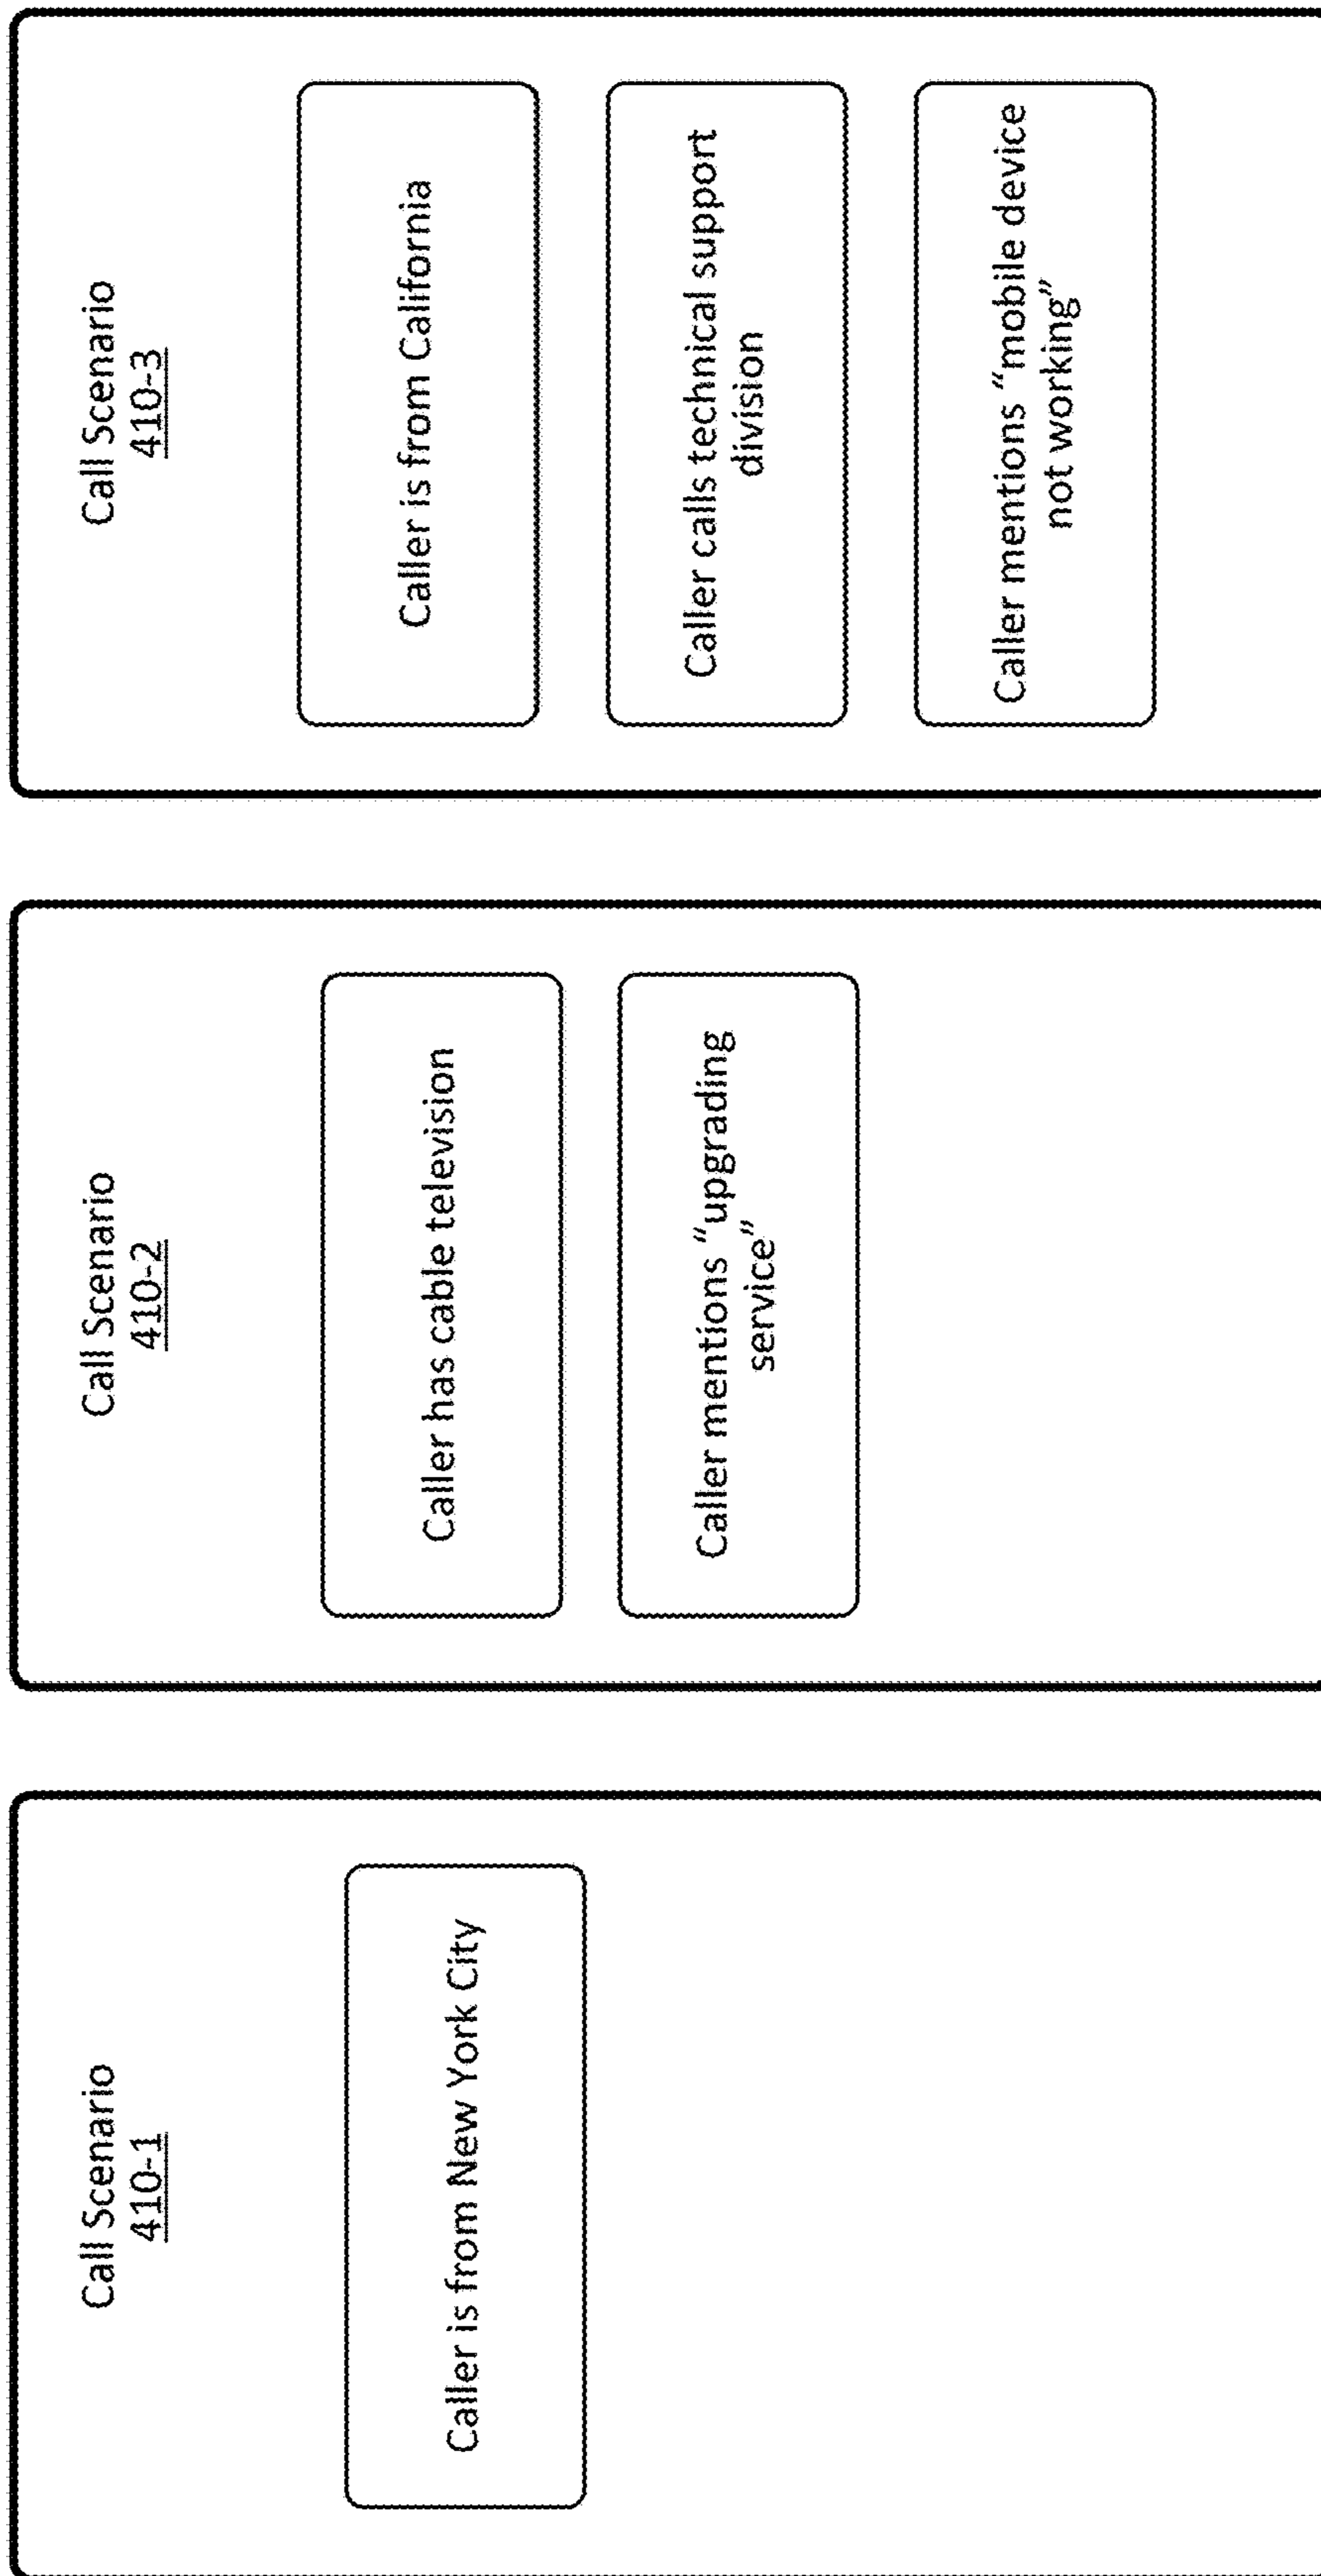 Call Scenario
410-1
Caller is from New York City
Call Scenario
410-2
Caller has cable television
Caller mentions “upgrading
service”
Call Scenario
410-3
Caller is from California
Caller calls technical support
division
Caller mentions “mobile device
not working”